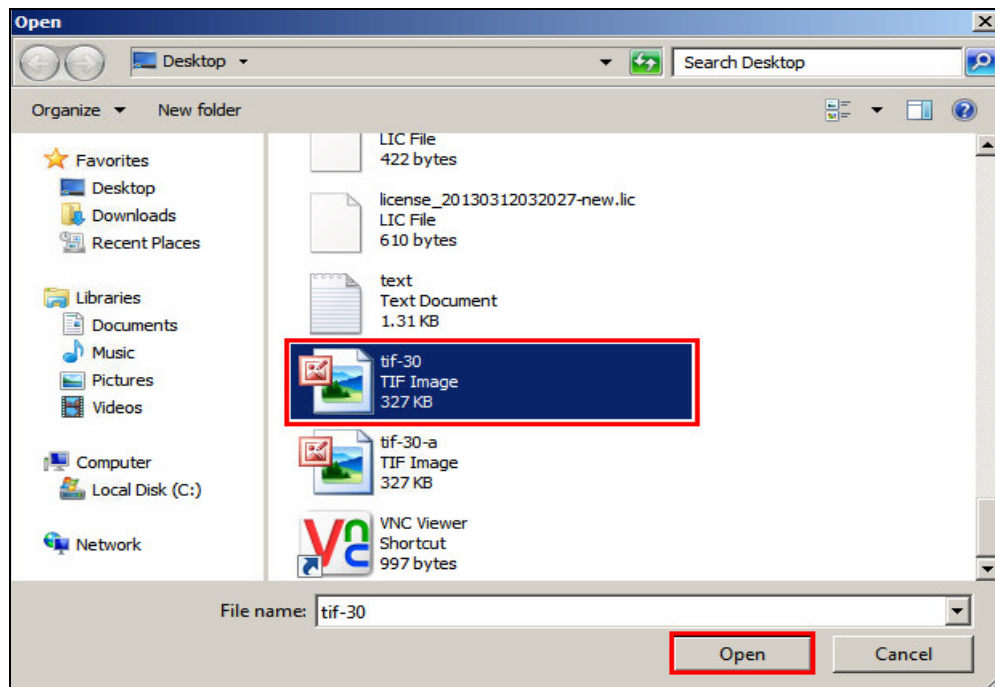 Open
Desktop
Search Desktop
Organize
New folder
Favorites
Desktop
Downloads
Recent Places
Libraries
Documents
Music
Pictures
Videos
Computer
Local Disk (C:)
Network
LIC File
422 bytes
license_20130312032027-new.lic
LIC File
610 bytes
text
Text Document
1.31 KB
tif-30
TIF Image
327 KB
tif-30-a
TIF Image
327 KB
VNC Viewer
Shortcut
997 bytes
File name: tif-30
Open
Cancel